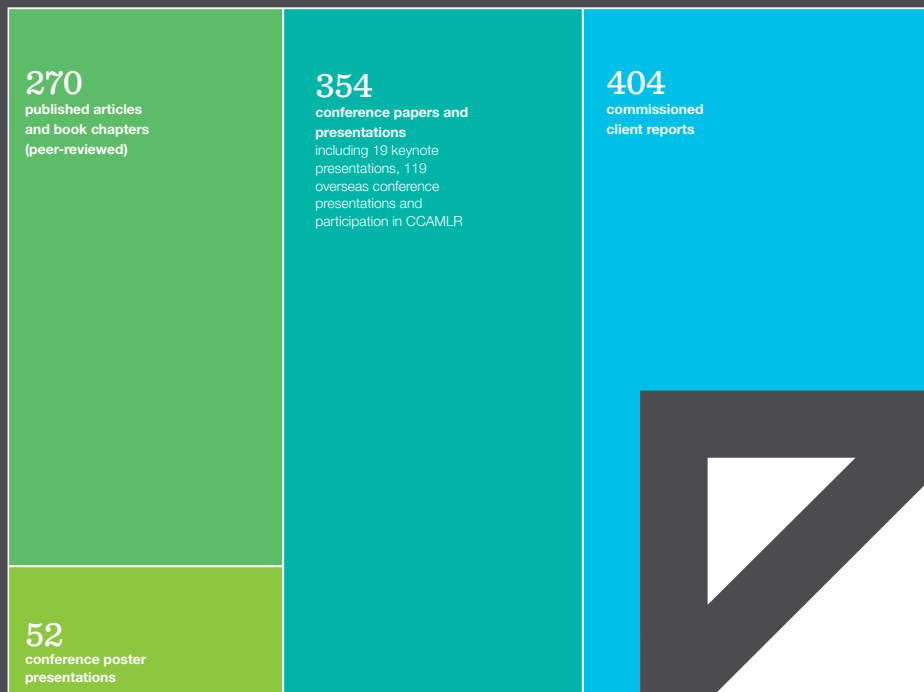 270
published articles
and book chapters
(peer-reviewed)
354
conference papers and
presentations
including 19 keynote
presentations, 119
overseas conference
presentations and
participation in CCAMLR
404
commissioned
client reports
52
conference poster
presentations